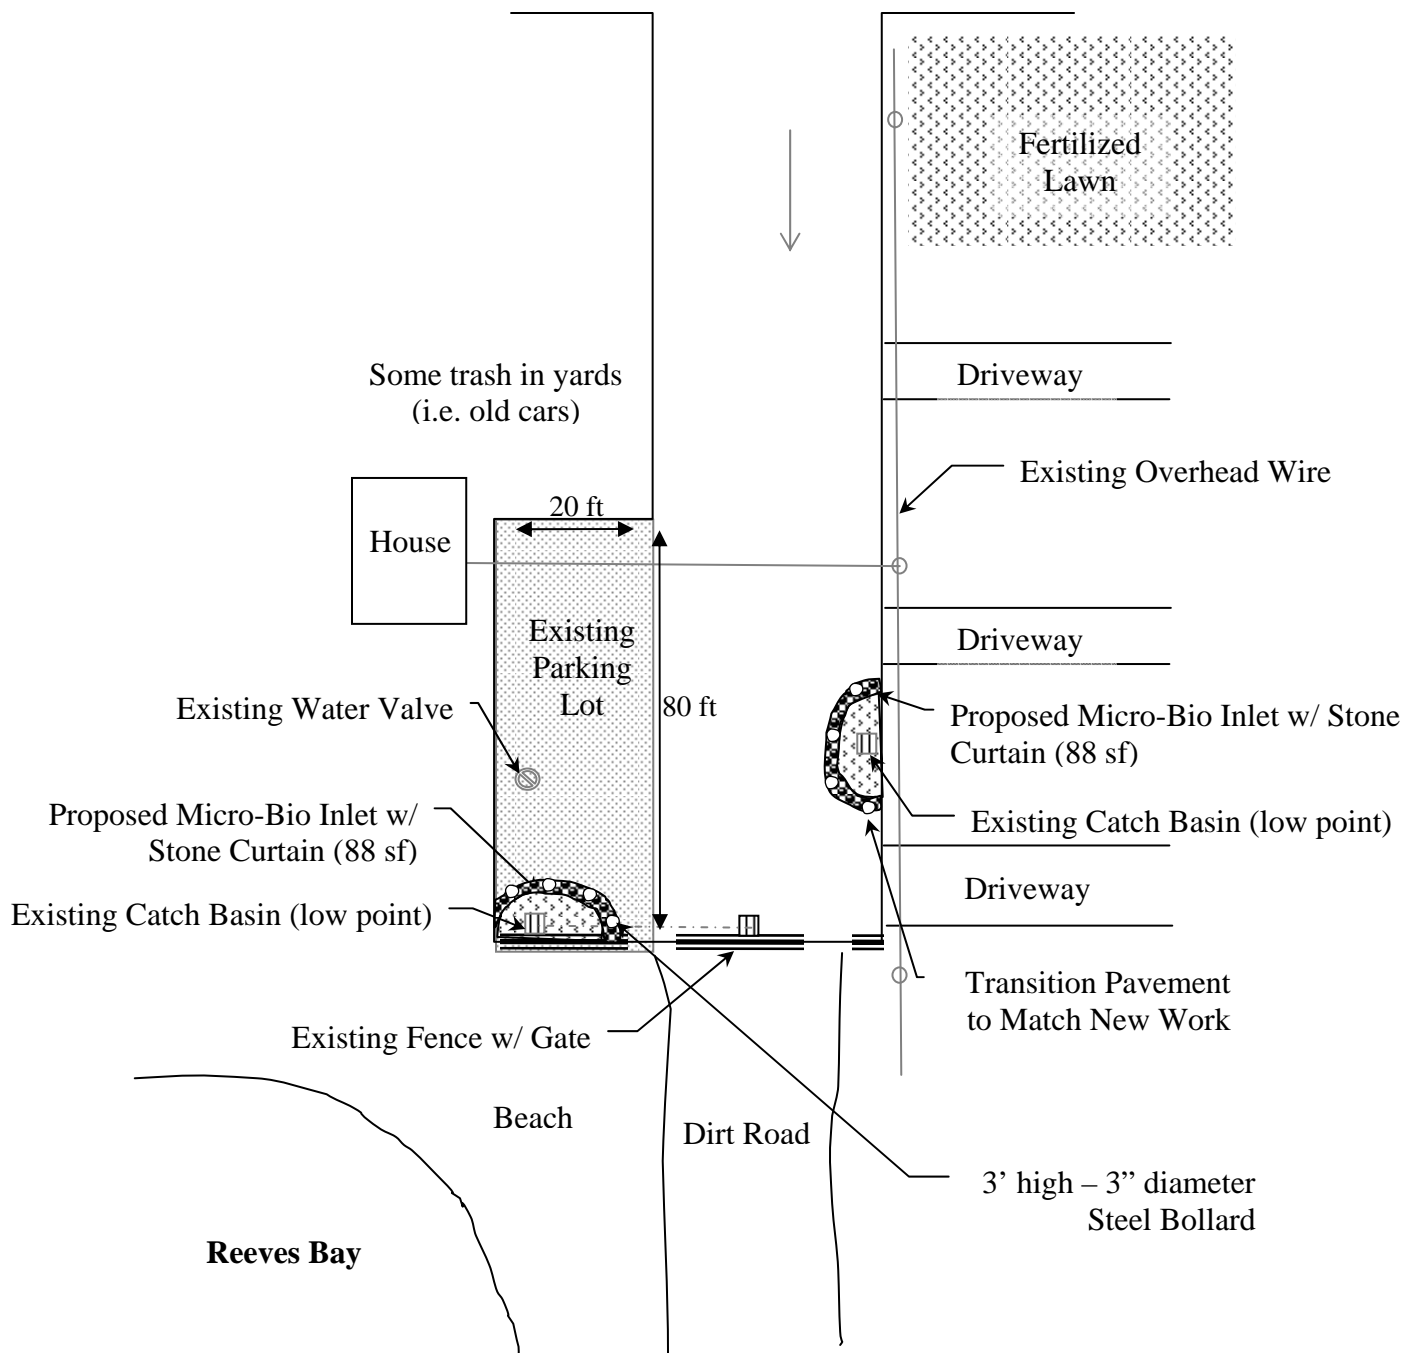 Fertilized
Lawn
Some trash in yards
(i.e. old cars)
Driveway
Existing Overhead Wire
20 ft
House
Existing
Parking
Lot
80 ft
Driveway
Existing Water Valve
Proposed Micro-Bio Inlet w/ Stone
Curtain (88 sf)
Proposed Micro-Bio Inlet w/
Stone Curtain (88 sf)
Existing Catch Basin (low point)
Existing Catch Basin (low point)
Driveway
Transition Pavement
to Match New Work
Existing Fence w/ Gate
Beach
Dirt Road
3’ high – 3” diameter
Steel Bollard
Reeves Bay